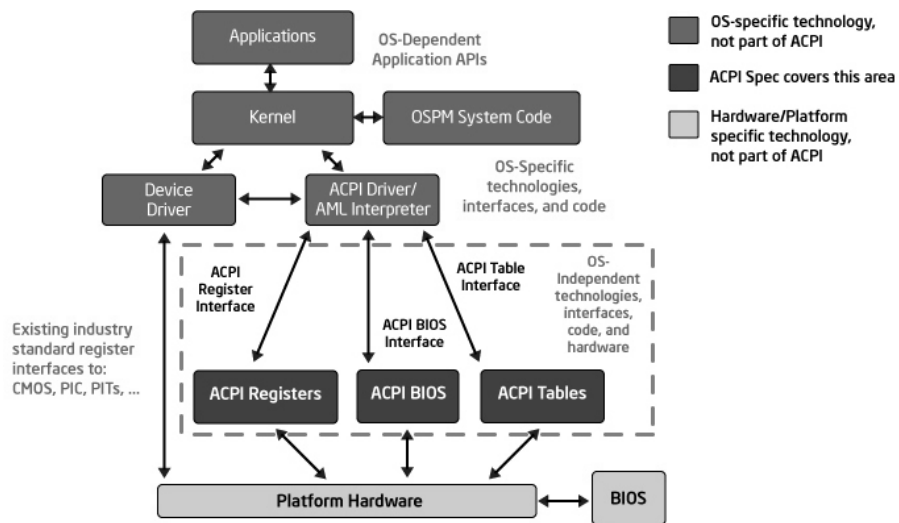 Applications
OS-Dependent
Application APIs
Kernel
OSPM System Code
OS-Specific
technologies,
interfaces, and code
Device
Driver
ACPI Driver/
AML Interpreter
ACPI
Register
Interface
ACPI BIOS
Interface
ACPI Table
Interface
OS-
Independent
technologies,
interfaces,
code, and
hardware
Existing industry
standard register
interfaces to:
CMOS, PIC, PITs, ...
ACPI Registers
ACPI BIOS
ACPI Tables
Platform Hardware
BIOS
OS-specific technology,
not part of ACPI
ACPI Spec covers this area
Hardware/Platform
specific technology,
not part of ACPI